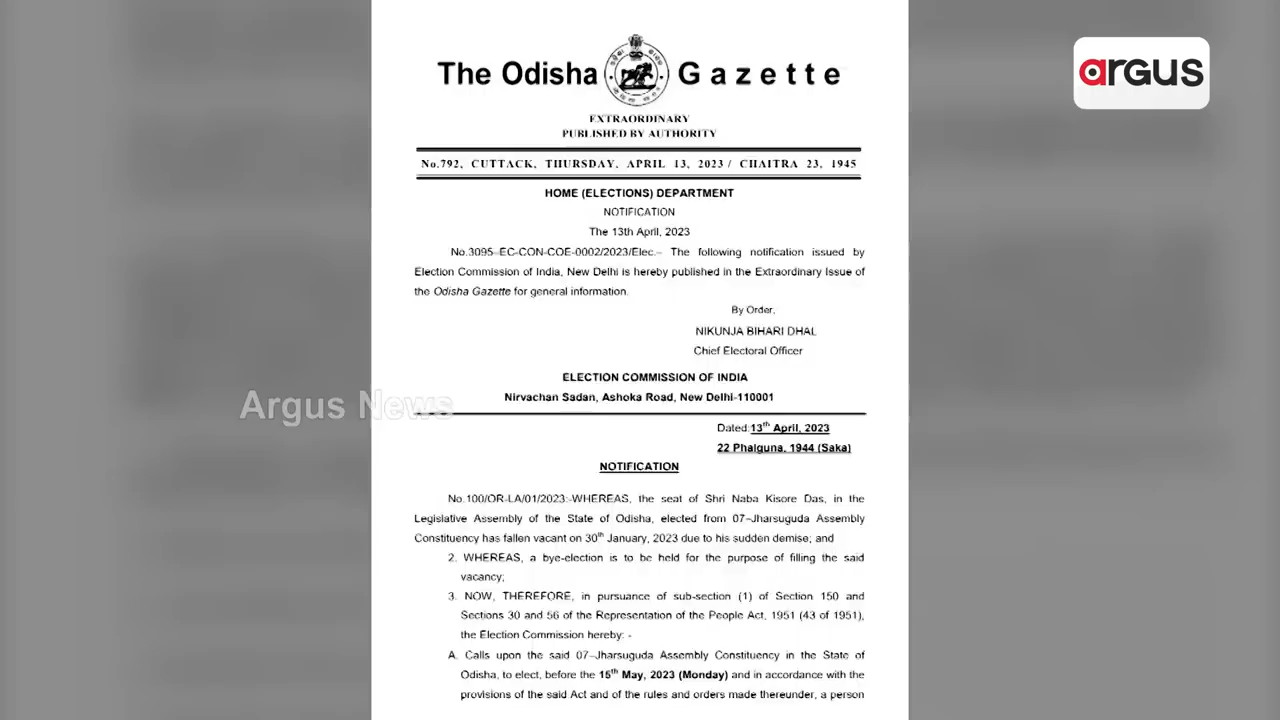 The Odisha Gazette
argus
EXTRAORDINARY
PUBLISHED BY AUTHORITY
No.792, CUTTACK, THURSDAY, APRIL 13, 2023 / CHAITRA 23, 1945
HOME (ELECTIONS) DEPARTMENT
NOTIFICATION
The 13th April, 2023
No.3095–EC-CON-COE-0002/2023/Elec.– The following notification issued by
Election Commission of India, New Delhi is hereby published in the Extraordinary Issue of
the Odisha Gazette for general information.
By Order,
NIKUNJA BIHARI DHAL
Chief Electoral Officer
ELECTION COMMISSION OF INDIA
Nirvachan Sadan, Ashoka Road, New Delhi-110001
Argus News
Dated:13th April, 2023
22 Phalguna, 1944 (Saka)
NOTIFICATION
No.100/OR-LA/01/2023:-WHEREAS, the seat of Shri Naba Kisore Das, in the
Legislative Assembly of the State of Odisha, elected from 07–Jharsuguda Assembly
Constituency has fallen vacant on 30th January, 2023 due to his sudden demise; and
2. WHEREAS, a bye-election is to be held for the purpose of filling the said
vacancy;
3. NOW, THEREFORE, in pursuance of sub-section (1) of Section 150 and
Sections 30 and 56 of the Representation of the People Act, 1951 (43 of 1951),
the Election Commission hereby: -
A. Calls upon the said 07–Jharsuguda Assembly Constituency in the State of
Odisha, to elect, before the 15th May, 2023 (Monday) and in accordance with the
provisions of the said Act and of the rules and orders made thereunder, a person